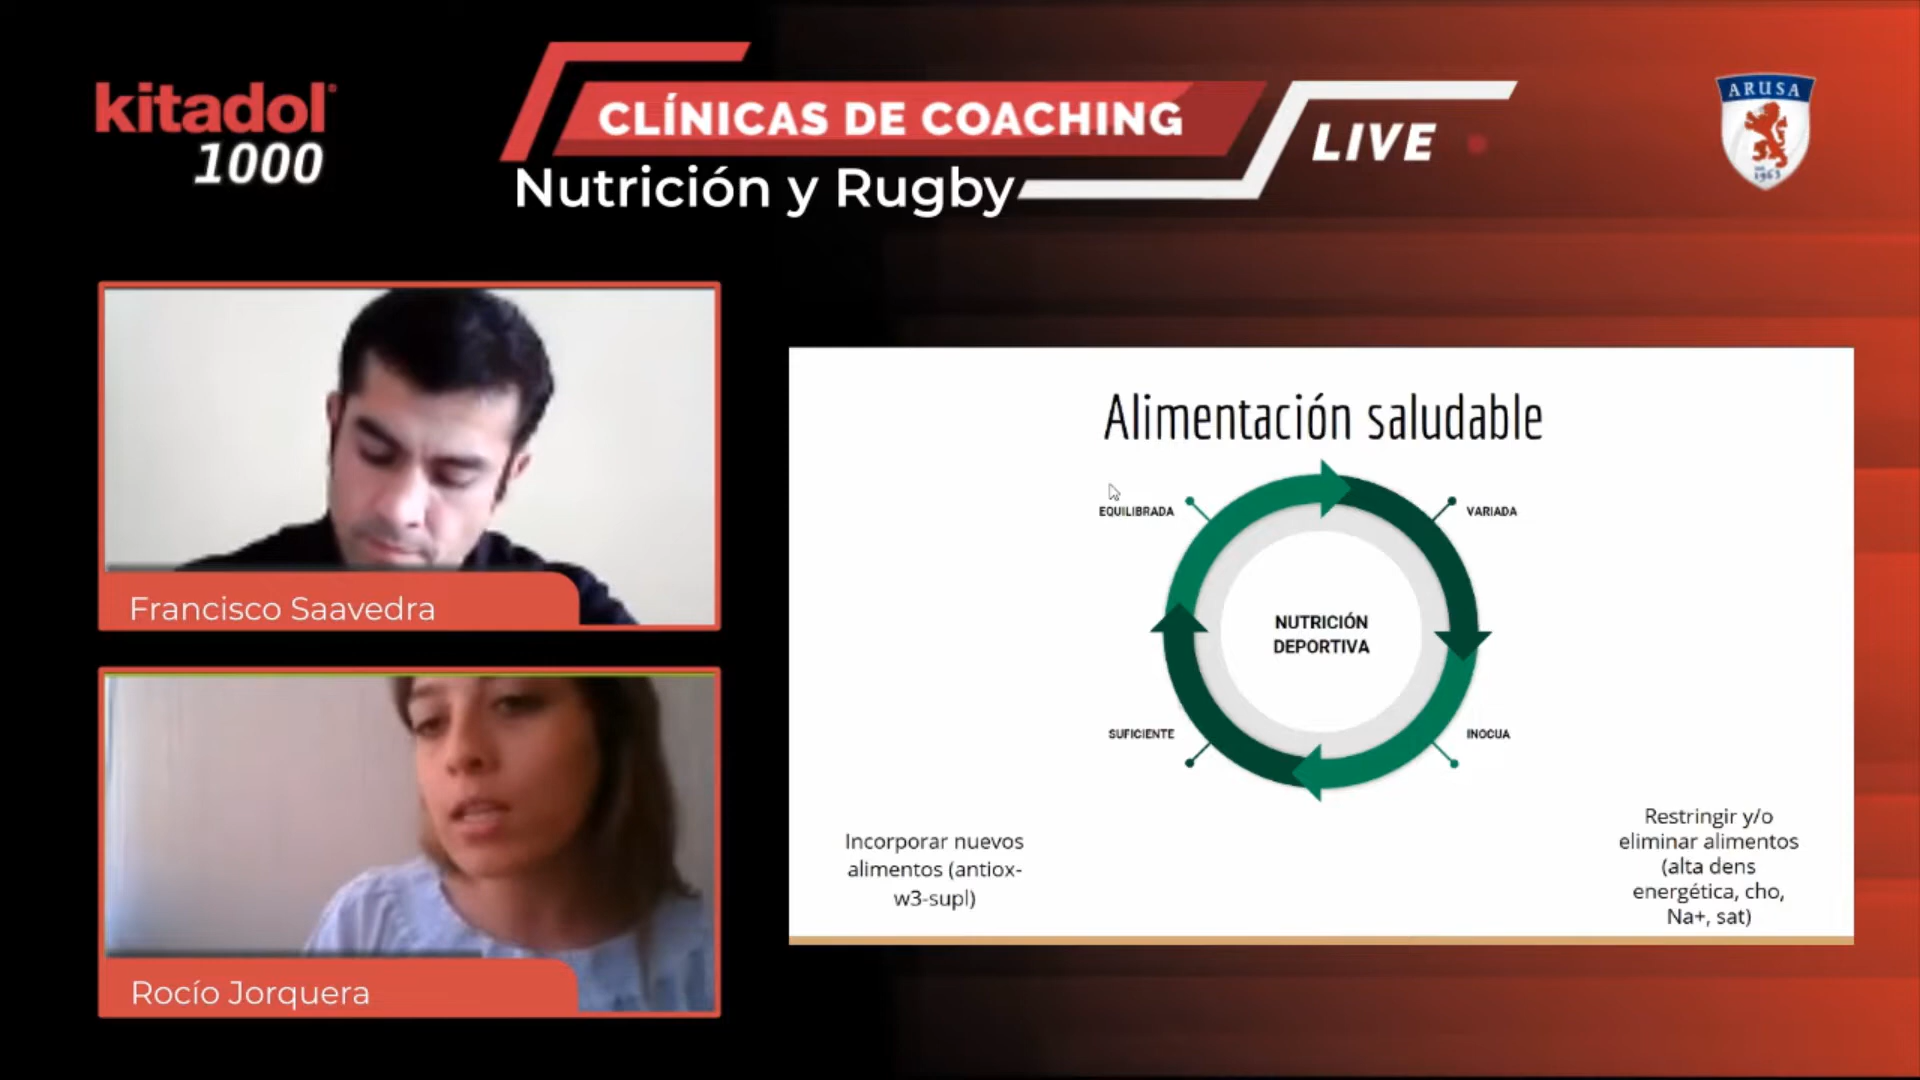 kitadol
1000
CLÍNICAS DE COACHING
LIVE
Nutrición y Rugby
ARUSA
1963
Francisco Saavedra
Rocío Jorquera
Alimentación saludable
EQUILIBRADA
VARIADA
NUTRICIÓN
DEPORTIVA
SUFICIENTE
INOCUA
Incorporar nuevos
alimentos (antiox-
w3-supl)
Restringir y/o
eliminar alimentos
(alta dens
energética, cho,
Na+, sat)